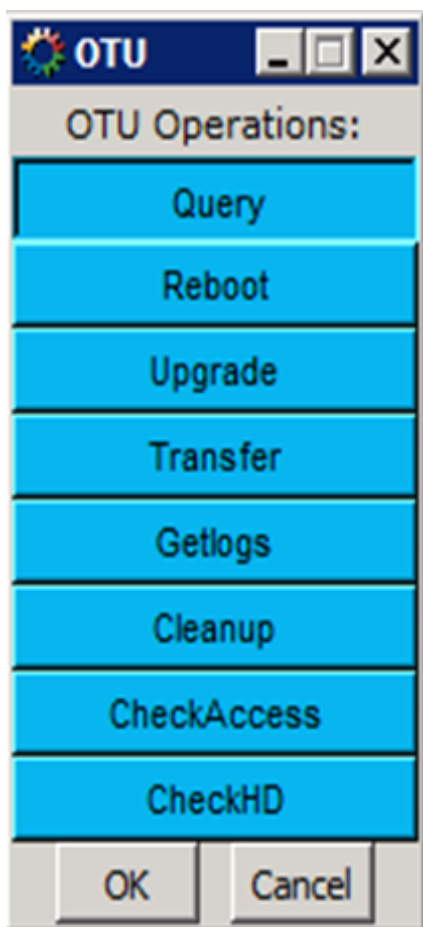 OTU
OTU Operations:
Query
Reboot
Upgrade
Transfer
Getlogs
Cleanup
CheckAccess
CheckHD
OK Cancel